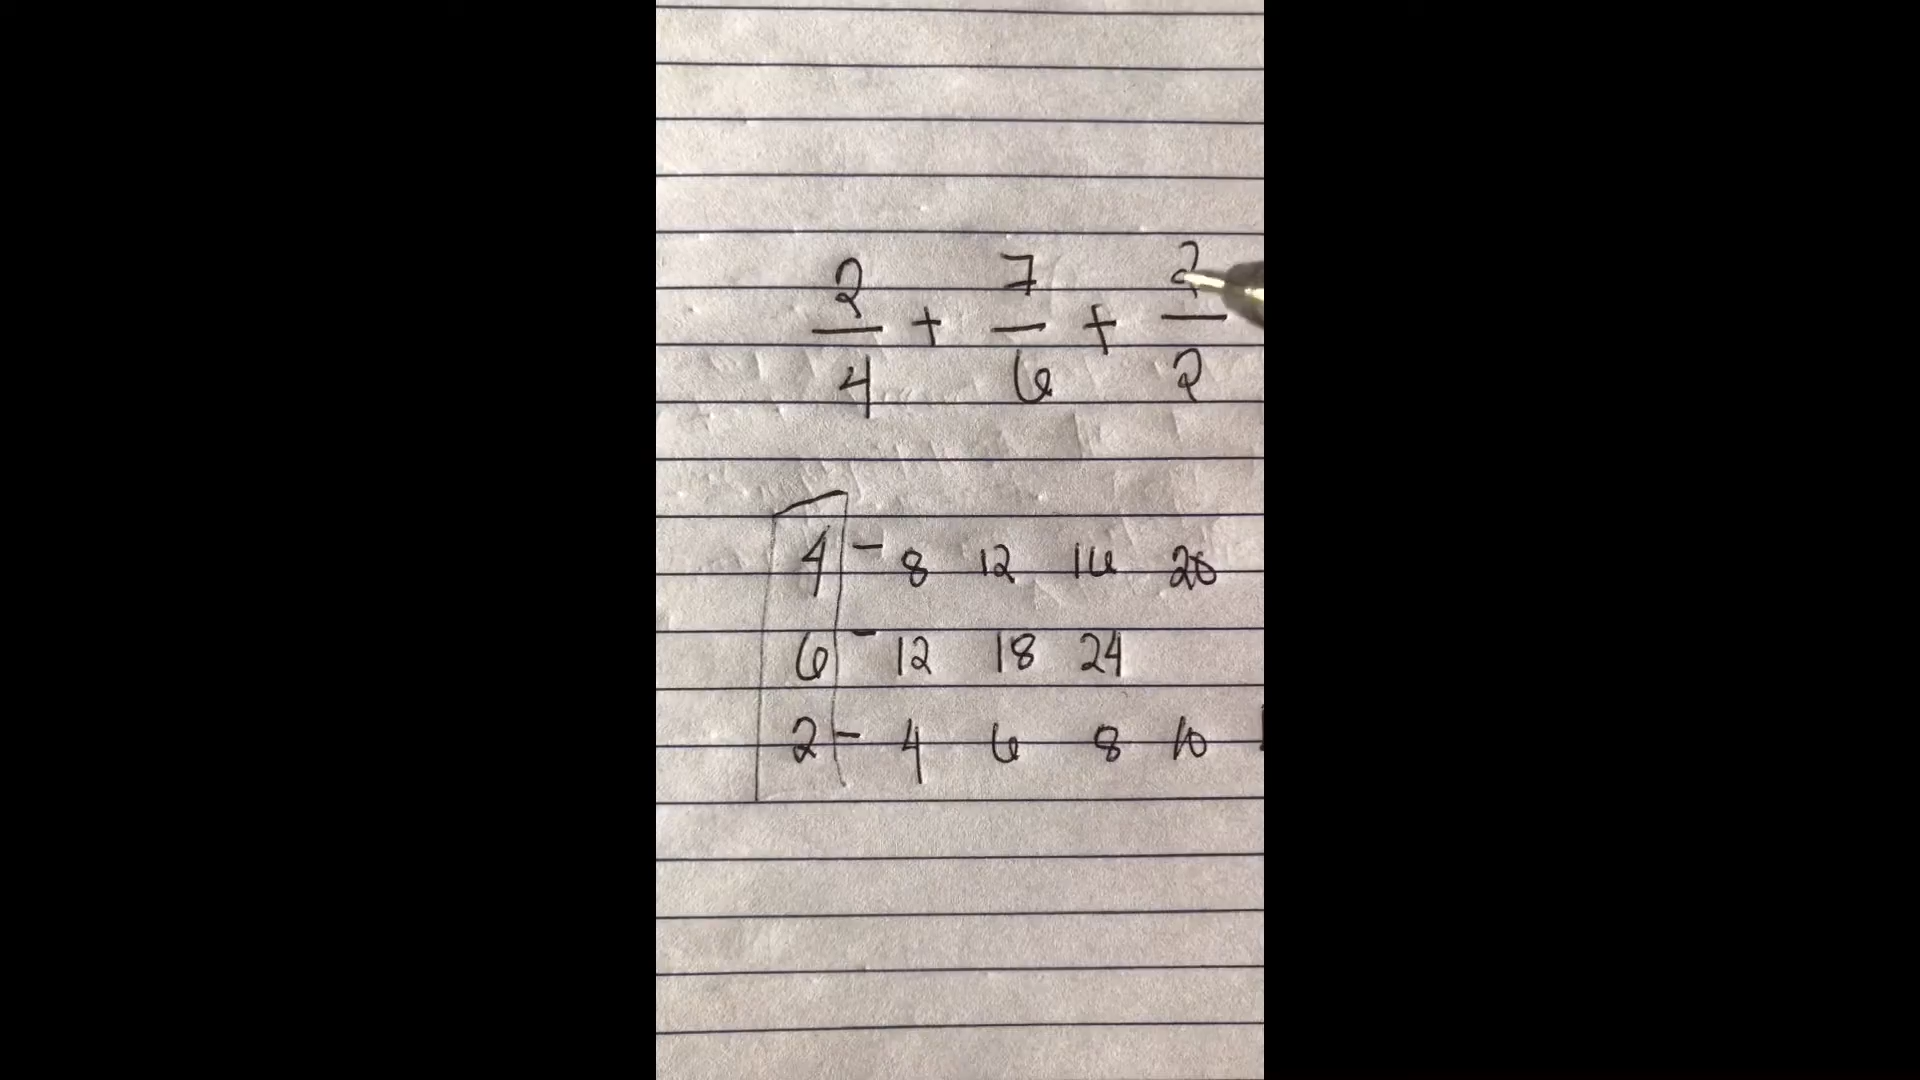 2/4 + 7/6 + 2/2
4 - 8 12 16 20
6 - 12 18 24
2 - 4 6 8 10